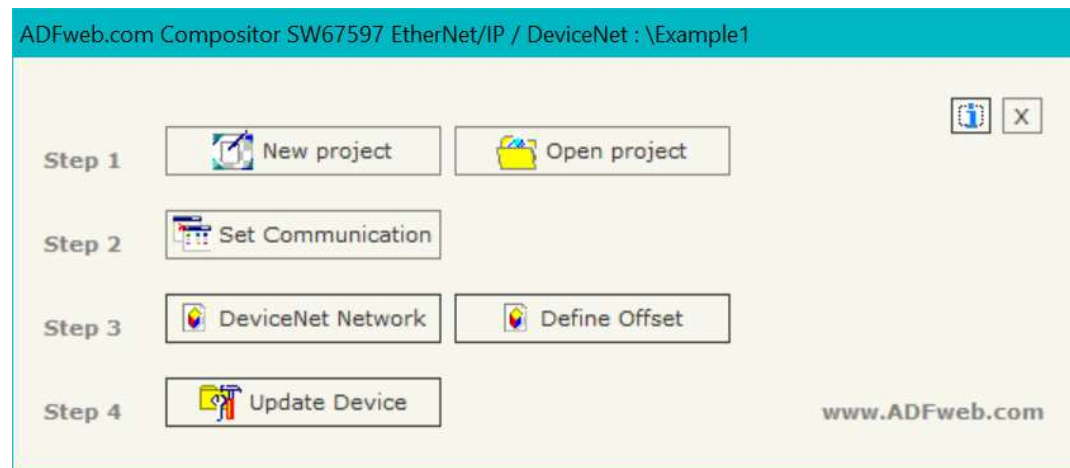 ADFweb.com Compositor SW67597 EtherNet/IP / DeviceNet : \Example1
i X
Step 1 New project Open project
Step 2 Set Communication
Step 3 DeviceNet Network Define Offset
Step 4 Update Device www.ADFweb.com